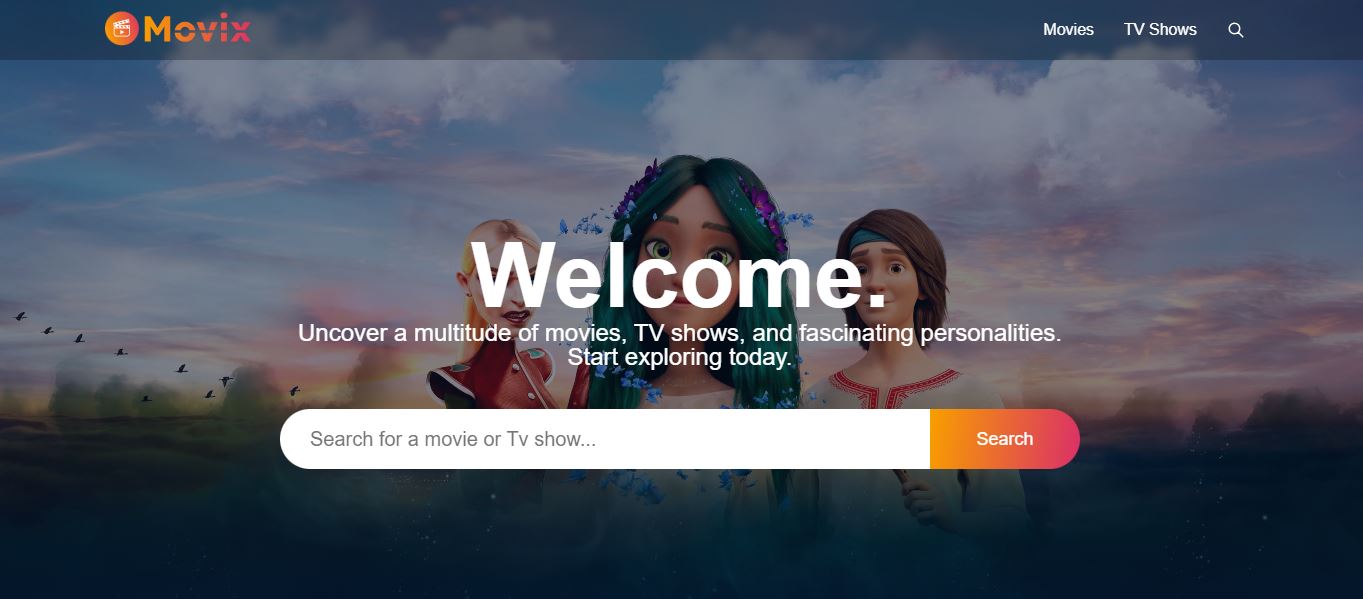 Movix
Movies
TV Shows
Welcome.
Uncover a multitude of movies, TV shows, and fascinating personalities.
Start exploring today.
Search for a movie or Tv show...
Search